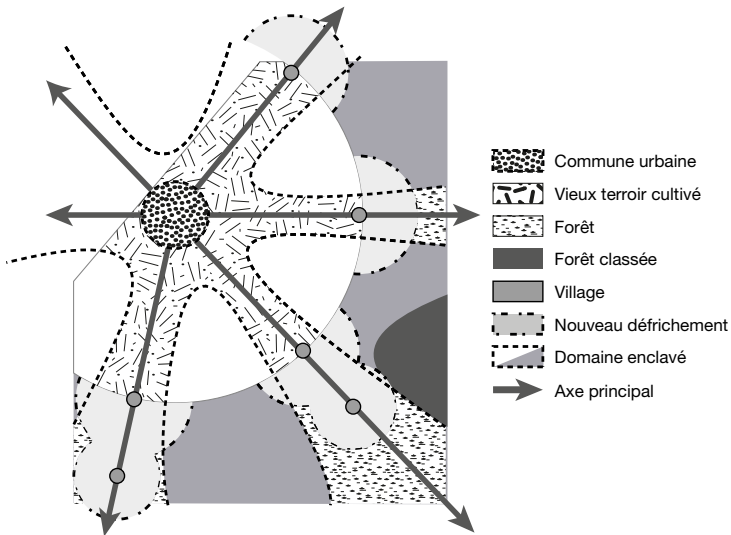 Commune urbaine
Vieux terroir cultivé
Forêt
Forêt classée
Village
Nouveau défrichement
Domaine enclavé
Axe principal